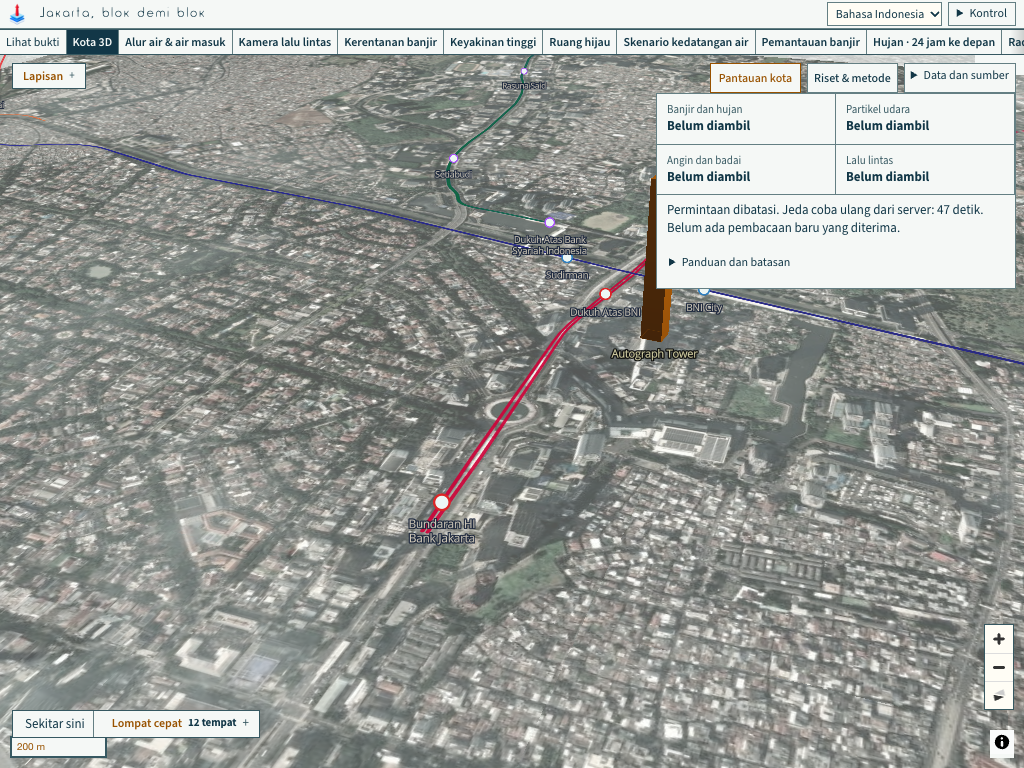 Jakarta, blok demi blok
Bahasa Indonesia
Kontrol
Lihat bukti
Kota 3D
Alur air & air masuk
Kamera lalu lintas
Kerentanan banjir
Keyakinan tinggi
Ruang hijau
Skenario kedatangan air
Pemantauan banjir
Hujan · 24 jam ke depan
Lapisan +
Pantauan kota
Riset & metode
Data dan sumber
Banjir dan hujan
Belum diambil
Partikel udara
Belum diambil
Angin dan badai
Belum diambil
Lalu lintas
Belum diambil
Permintaan dibatasi. Jeda coba ulang dari server: 47 detik.
Belum ada pembacaan baru yang diterima.
Panduan dan batasan
Rasuna Said
Setiabudi
Dukuh Atas Bank
Syariah Indonesia
Sudirman
Dukuh Atas BNI
BNI City
Autograph Tower
Bundaran HI
Bank Jakarta
Sekitar sini
Lompat cepat 12 tempat +
200 m